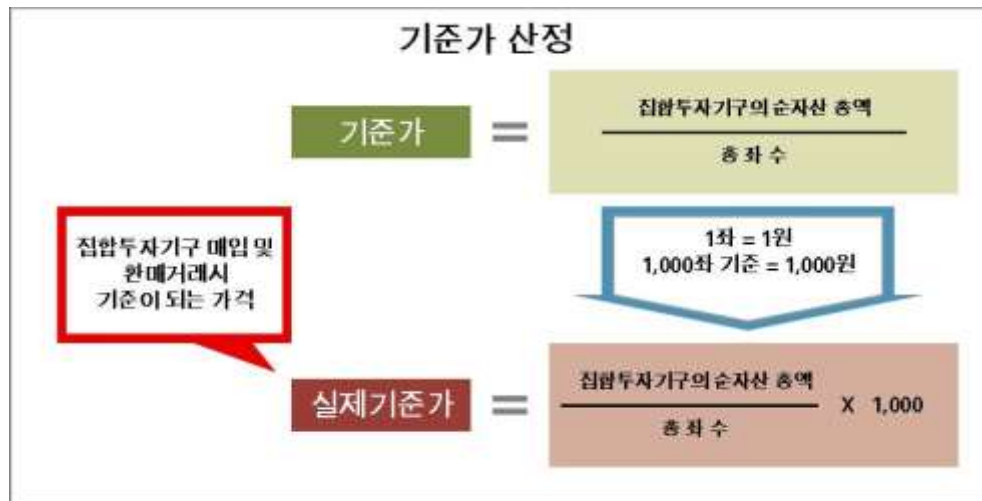 기준가 산정
기준가
=
집합투자기구의 순자산 총액
총 좌 수
집합투자기구 매입 및
환매거래시
기준이 되는 가격
1좌 = 1원
1,000좌 기준 = 1,000원
실제기준가
=
집합투자기구의 순자산 총액
총 좌 수
X 1,000